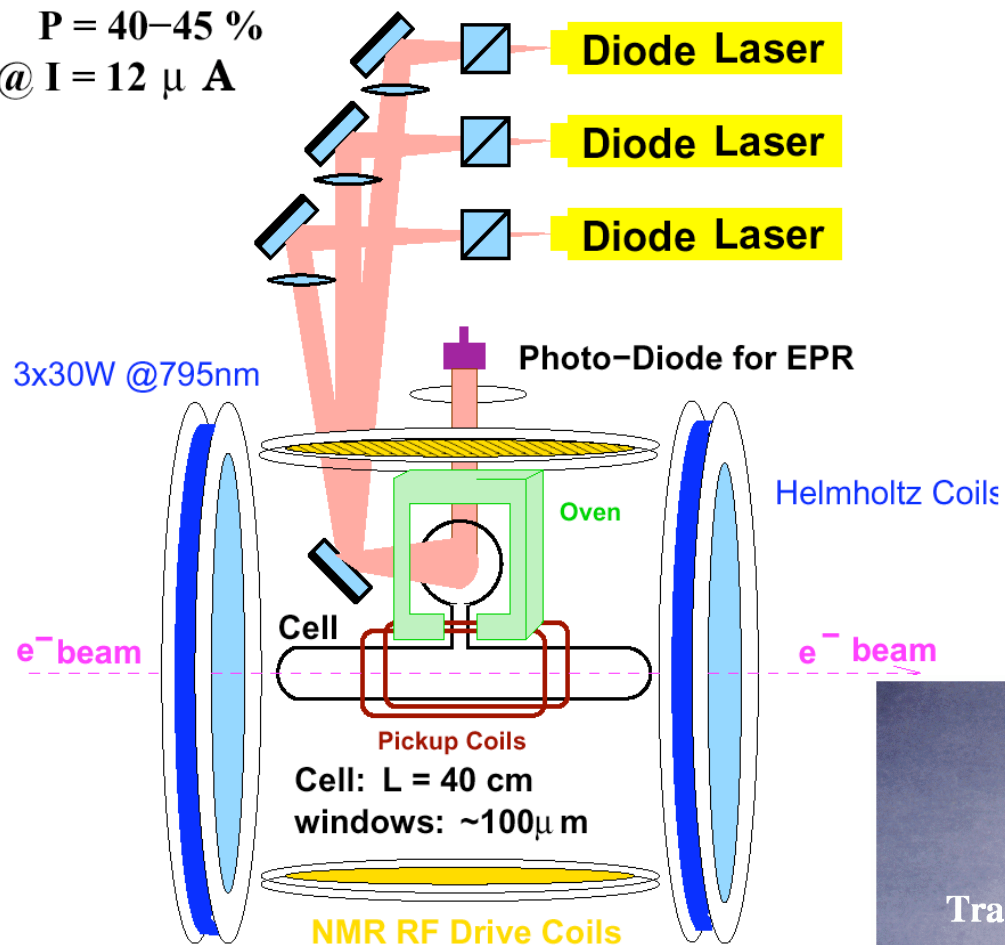 P = 40−45 %
@ I = 12 μ A
Diode Laser
Diode Laser
Diode Laser
3x30W @795nm
Photo−Diode for EPR
Helmholtz Coils
Oven
Cell
e⁻ beam
e⁻ beam
Pickup Coils
Cell: L = 40 cm
windows: ~100μ m
Tra
NMR RF Drive Coils